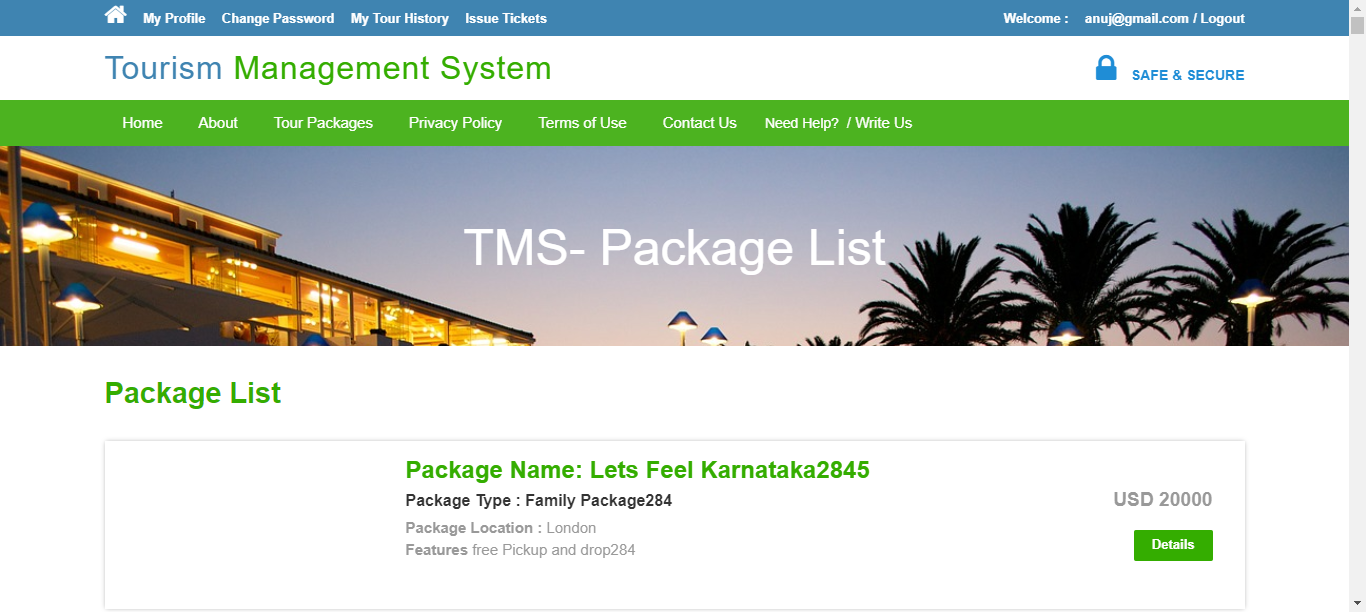 My Profile Change Password My Tour History Issue Tickets Welcome : anuj@gmail.com / Logout
Tourism Management System
SAFE & SECURE
Home About Tour Packages Privacy Policy Terms of Use Contact Us Need Help? / Write Us
TMS- Package List
Package List
Package Name: Lets Feel Karnataka2845
Package Type : Family Package284
USD 20000
Package Location : London
Features free Pickup and drop284
Details